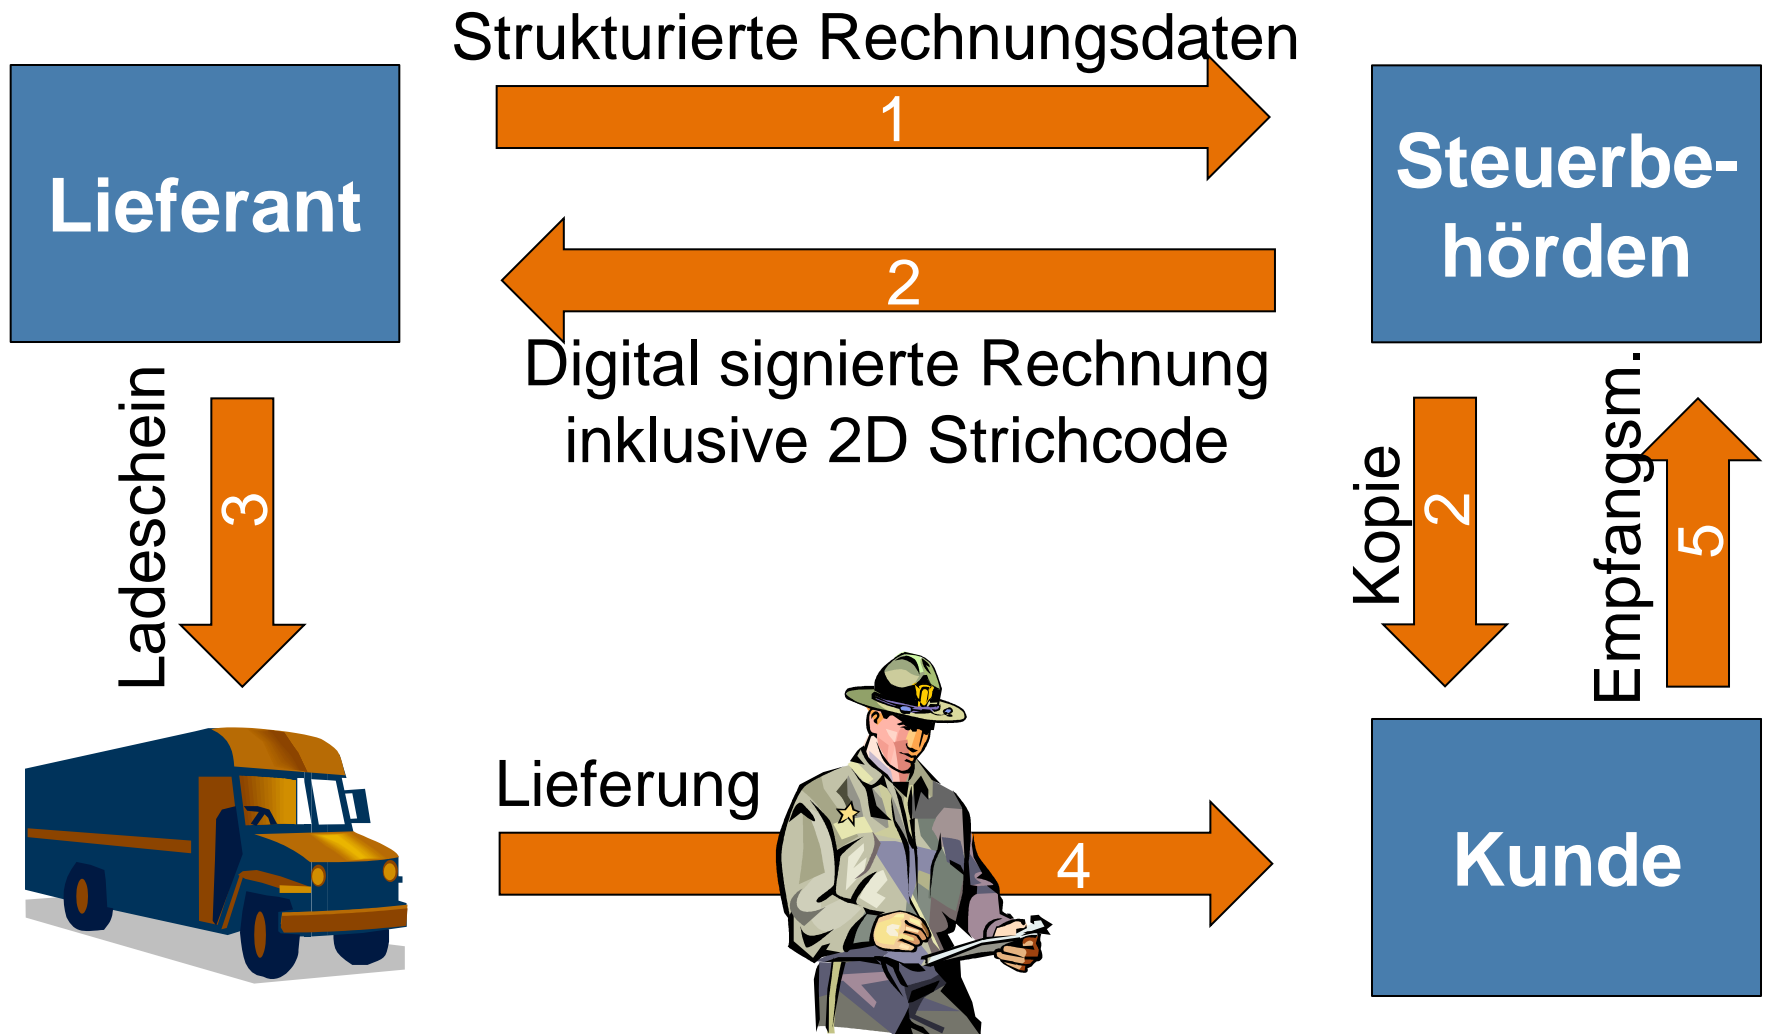 Strukturierte Rechnungsdaten
1
Lieferant
Steuerbe-
hörden
2
Digital signierte Rechnung
inklusive 2D Strichcode
Ladeschein
3
Kopie
2
Empfangsm.
5
Lieferung
4
Kunde